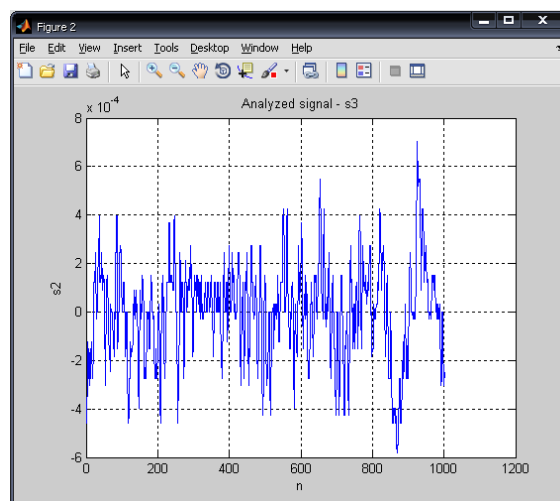 Figure 2
File Edit View Insert Tools Desktop Window Help
x 10^-4
Analyzed signal - s3
8
6
4
2
0
-2
-4
-6
s2
0 200 400 600 800 1000 1200
n